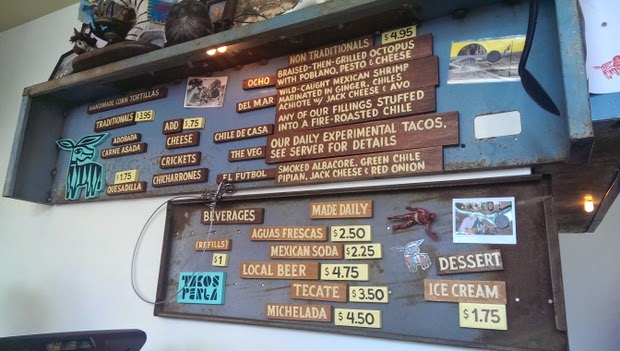 HANDMADE CORN TORTILLAS
TRADITIONALS
ADOBADA
CARNE ASADA
$1.75
QUESADILLA
ADD $.75
CHEESE
CRICKETS
CHICHARRONES
NON TRADITIONALS $4.95
OCHO
BRAISED-THEN-GRILLED OCTOPUS
WITH POBLANO, PESTO & CHEESE
DEL MAR
WILD-CAUGHT MEXICAN SHRIMP
MARINATED IN GINGER, CHILES
ACHIOTE W/ JACK CHEESE & AVO
CHILE DE CASA
ANY OF OUR FILLINGS STUFFED
INTO A FIRE-ROASTED CHILE
THE VEG
OUR DAILY EXPERIMENTAL TACOS,
SEE SERVER FOR DETAILS
EL FUTBOL
SMOKED ALBACORE, GREEN CHILE
PIPIAN, JACK CHEESE & RED ONION
BEVERAGES
(REFILLS)
$1
TACOS
PERLA
MADE DAILY
AGUAS FRESCAS $2.50
MEXICAN SODA $2.25
LOCAL BEER $4.75
TECATE $3.50
MICHELADA $4.50
DESSERT
ICE CREAM
$1.75